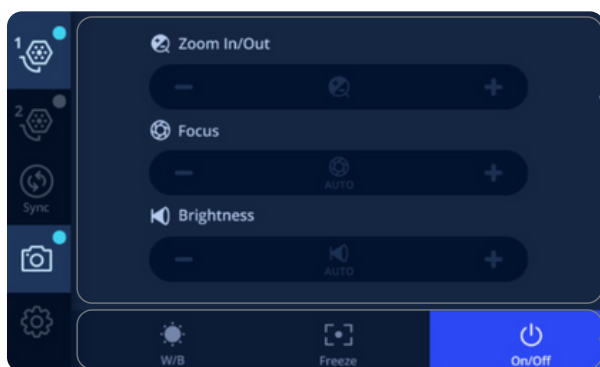 1
Zoom In/Out
2
Focus
AUTO
Sync
Brightness
AUTO
W/B
Freeze
On/Off